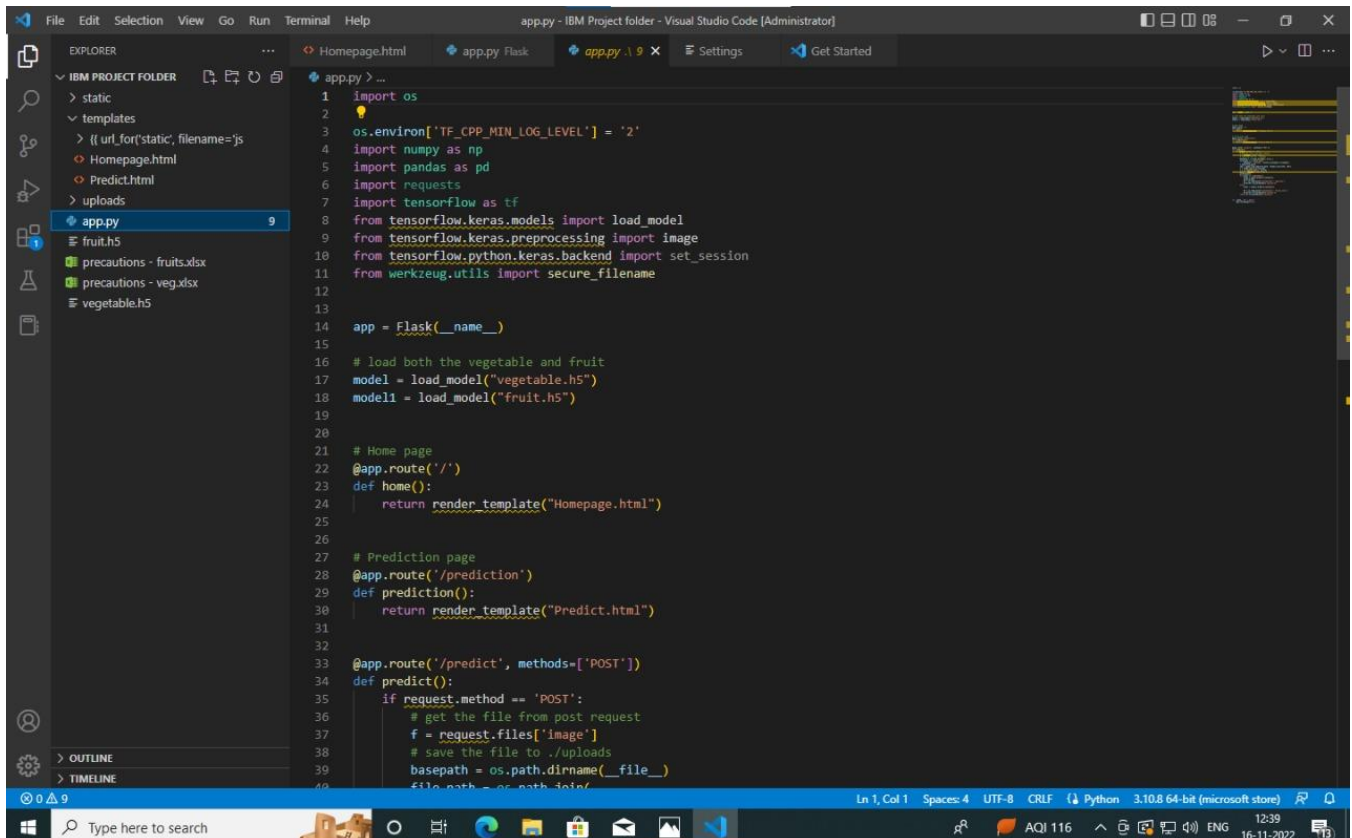 File Edit Selection View Go Run Terminal Help
app.py - IBM Project folder - Visual Studio Code [Administrator]
EXPLORER
Homepage.html
app.py Flask
app.py .\ 9
Settings
Get Started
IBM PROJECT FOLDER
static
templates
{{ url_for('static', filename='js
Homepage.html
Predict.html
uploads
app.py 9
fruit.h5
precautions - fruits.xlsx
precautions - veg.xlsx
vegetable.h5
OUTLINE
TIMELINE
1
app.py > ...
1 import os
2
3 os.environ['TF_CPP_MIN_LOG_LEVEL'] = '2'
4 import numpy as np
5 import pandas as pd
6 import requests
7 import tensorflow as tf
8 from tensorflow.keras.models import load_model
9 from tensorflow.keras.preprocessing import image
10 from tensorflow.python.keras.backend import set_session
11 from werkzeug.utils import secure_filename
12
13
14 app = Flask(__name__)
15
16 # load both the vegetable and fruit
17 model = load_model("vegetable.h5")
18 model1 = load_model("fruit.h5")
19
20
21 # Home page
22 @app.route('/')
23 def home():
24 return render_template("Homepage.html")
25
26
27 # Prediction page
28 @app.route('/prediction')
29 def prediction():
30 return render_template("Predict.html")
31
32
33 @app.route('/predict', methods=['POST'])
34 def predict():
35 if request.method == 'POST':
36 # get the file from post request
37 f = request.files['image']
38 # save the file to ./uploads
39 basepath = os.path.dirname(__file__)
40 file_path = os.path.join(
0 9
Ln 1, Col 1 Spaces: 4 UTF-8 CRLF Python 3.10.8 64-bit (microsoft store)
Type here to search
AQI 116
ENG
12:39
16-11-2022
13